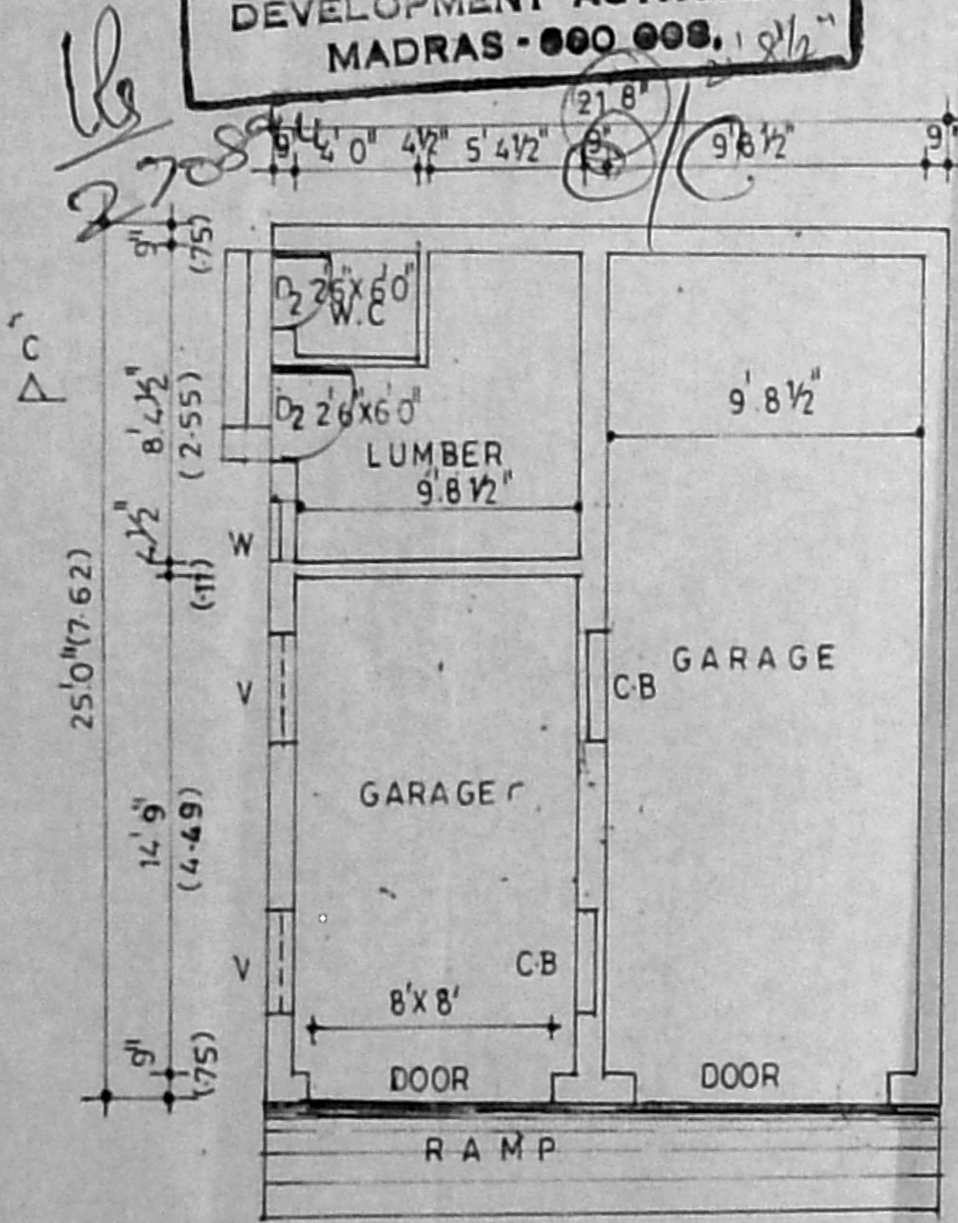 DEVELOPMENT
MADRAS - 600 008.
8½"
21'8"
9" 4'0" 4½" 5'4½" 9" 9'8½" 9"
9" (.75)
D2 2'6"X6'0"
W.C
C
8'4½" (2.55)
D2 2'6"X6'0"
9'.8½"
LUMBER
9'.8½"
4½" (.11)
W
25'.0"(7.62)
GARAGE
V
C.B
14'.9" (4.49)
GARAGE
V
C.B
8'X8'
9" (.75)
DOOR
DOOR
RAMP